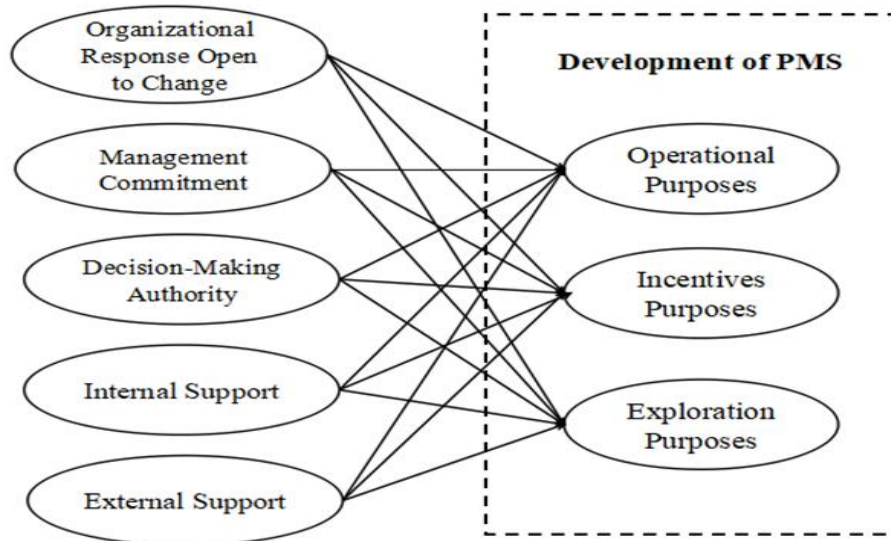 Organizational
Response Open
to Change
Management
Commitment
Decision-Making
Authority
Internal Support
External Support
Development of PMS
Operational
Purposes
Incentives
Purposes
Exploration
Purposes